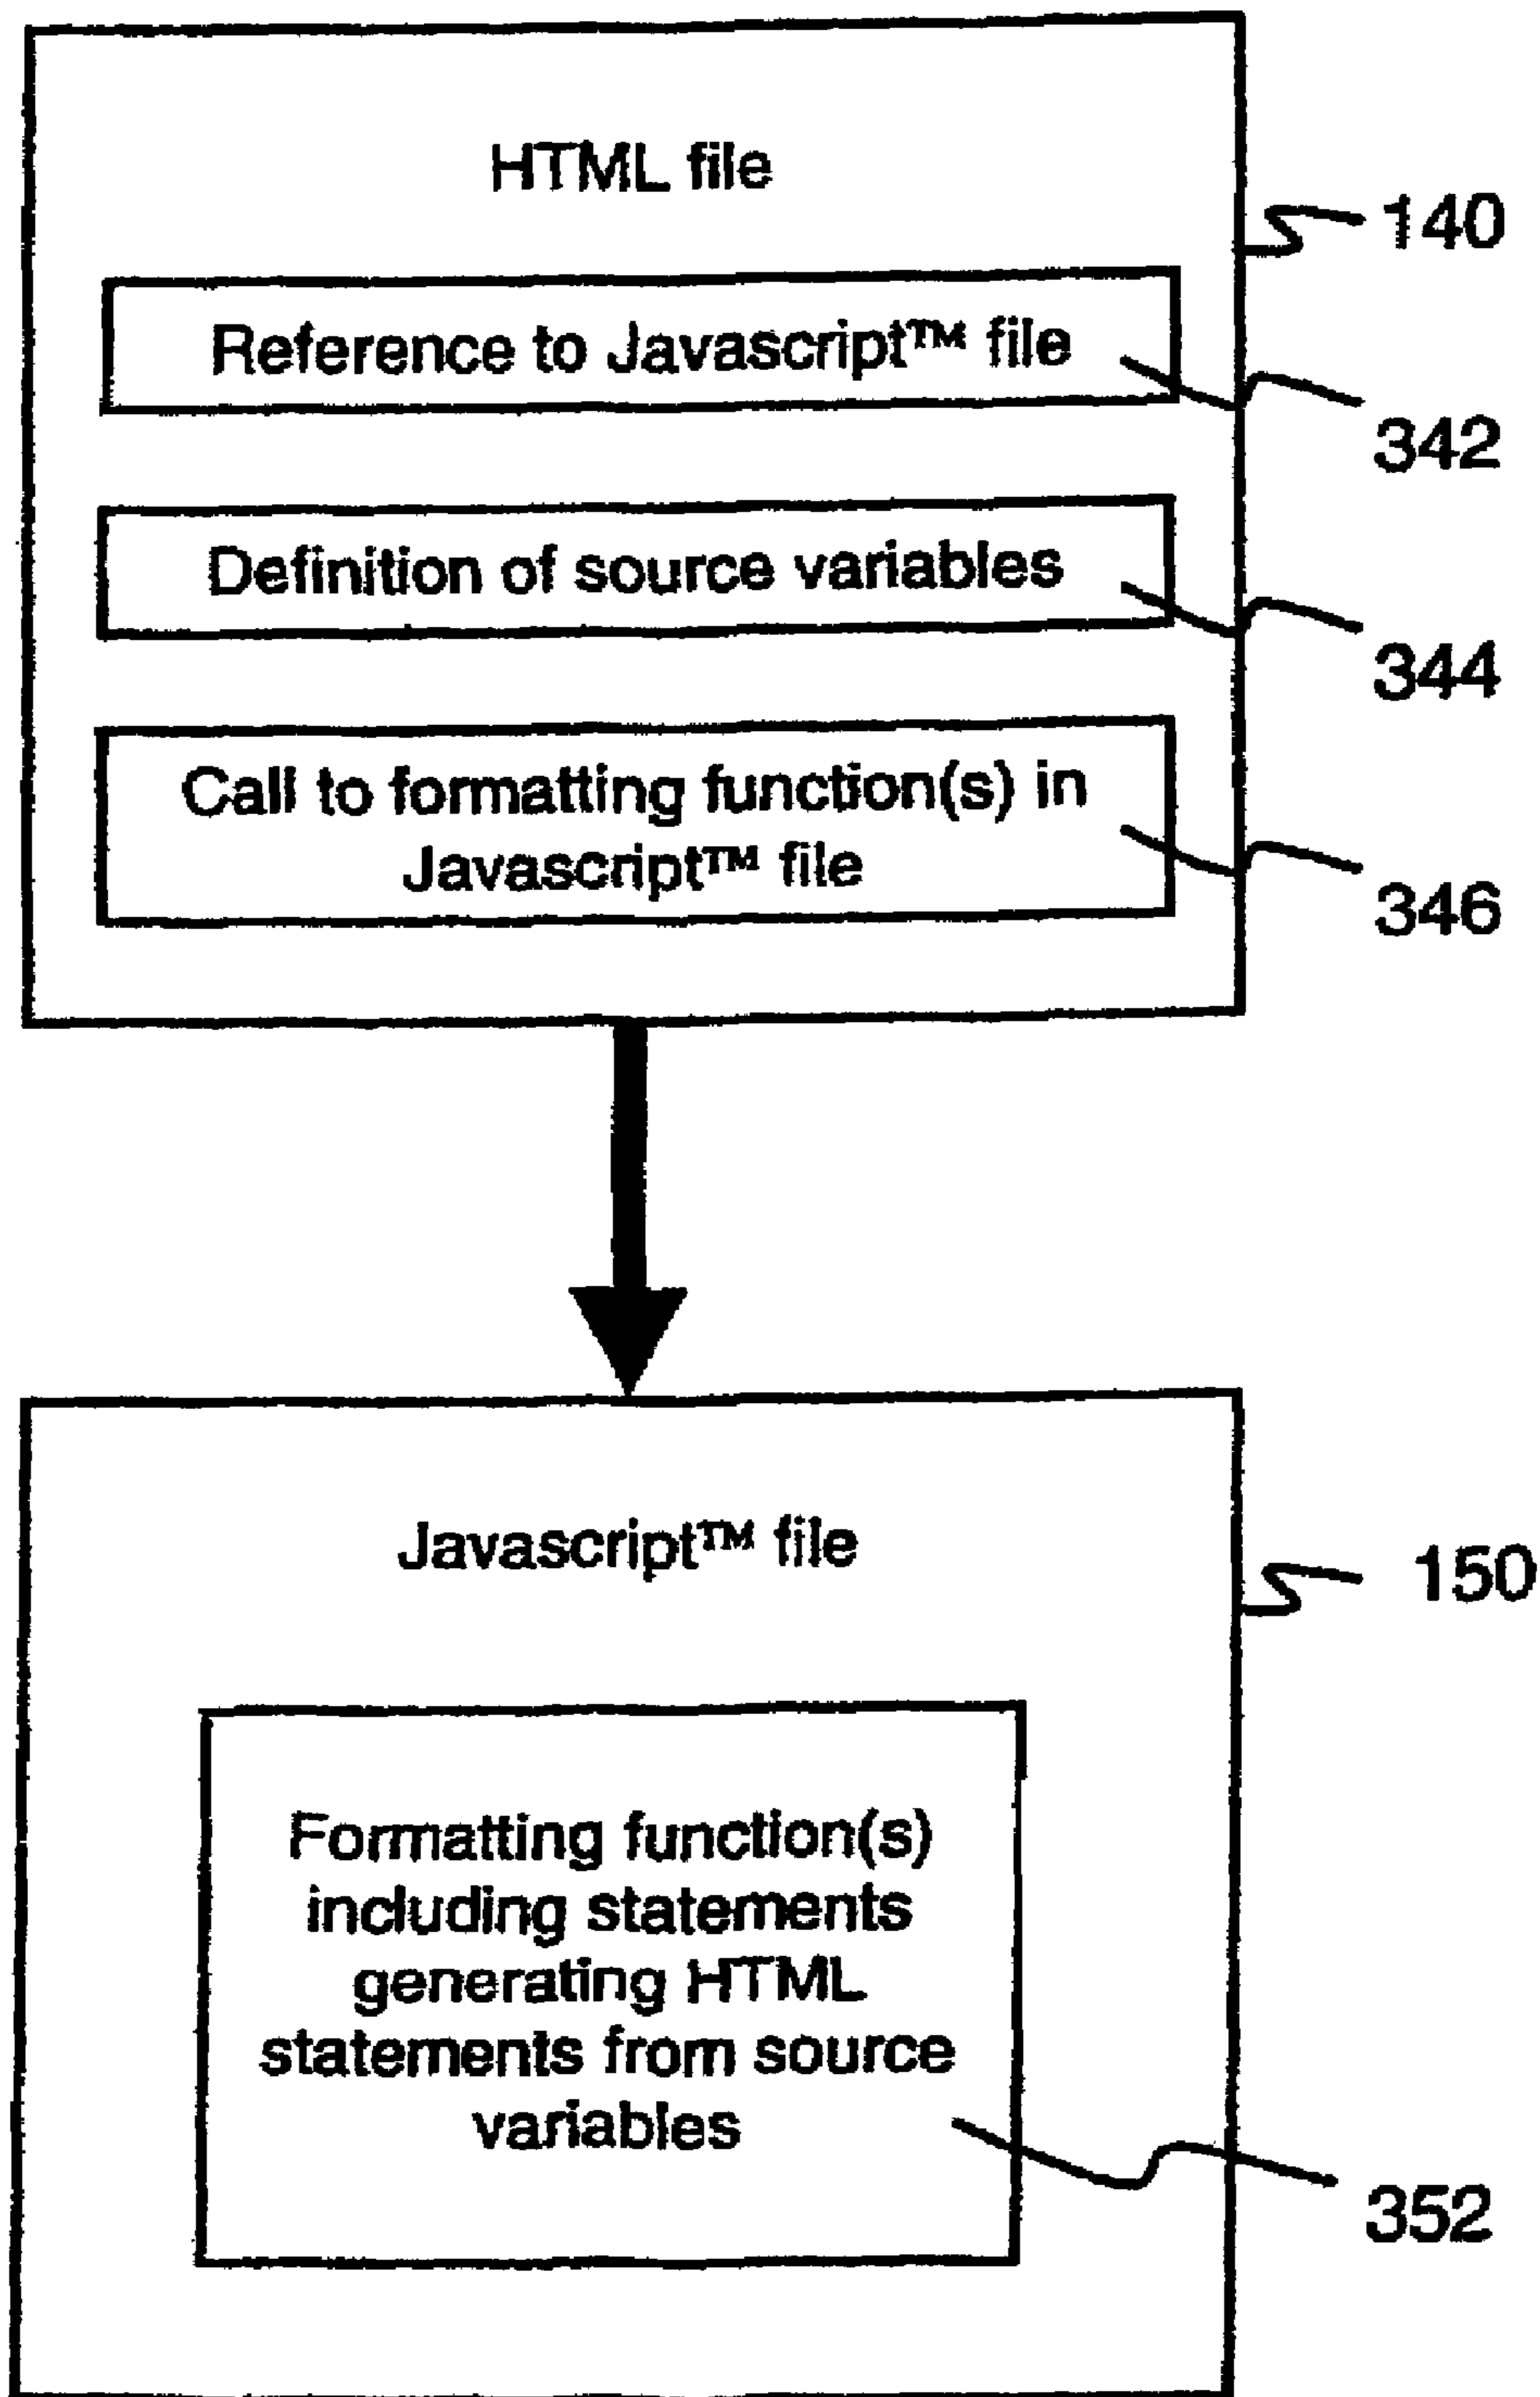 HTML file
140
Reference to Javascript™ file
342
Definition of source variables
344
Call to formatting function(s) in
Javascript™ file
346
Javascript™ file
150
Formatting function(s)
including statements
generating HTML
statements from source
variables
352